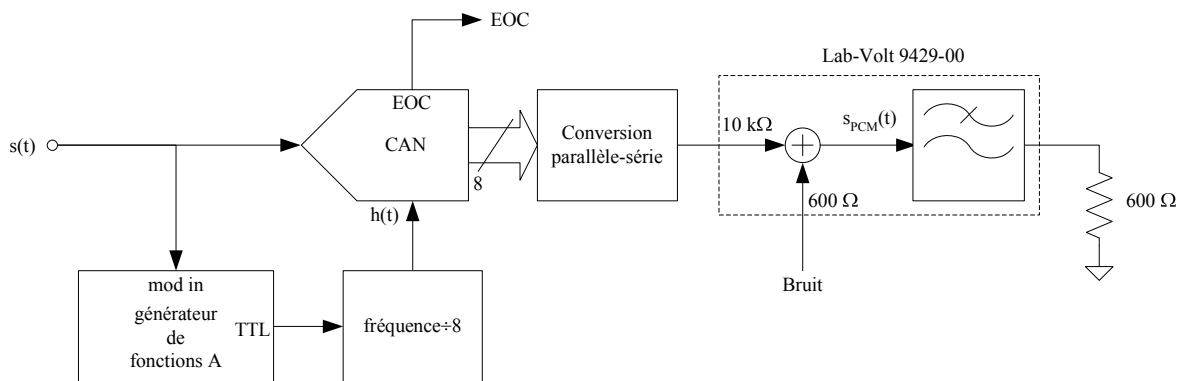 EOC
Lab-Volt 9429-00
EOC
CAN
s(t)
8
Conversion
parallèle-série
10 kΩ
s_PCM(t)
600 Ω
600 Ω
h(t)
Bruit
mod in
générateur
de
fonctions A
TTL
fréquence÷8